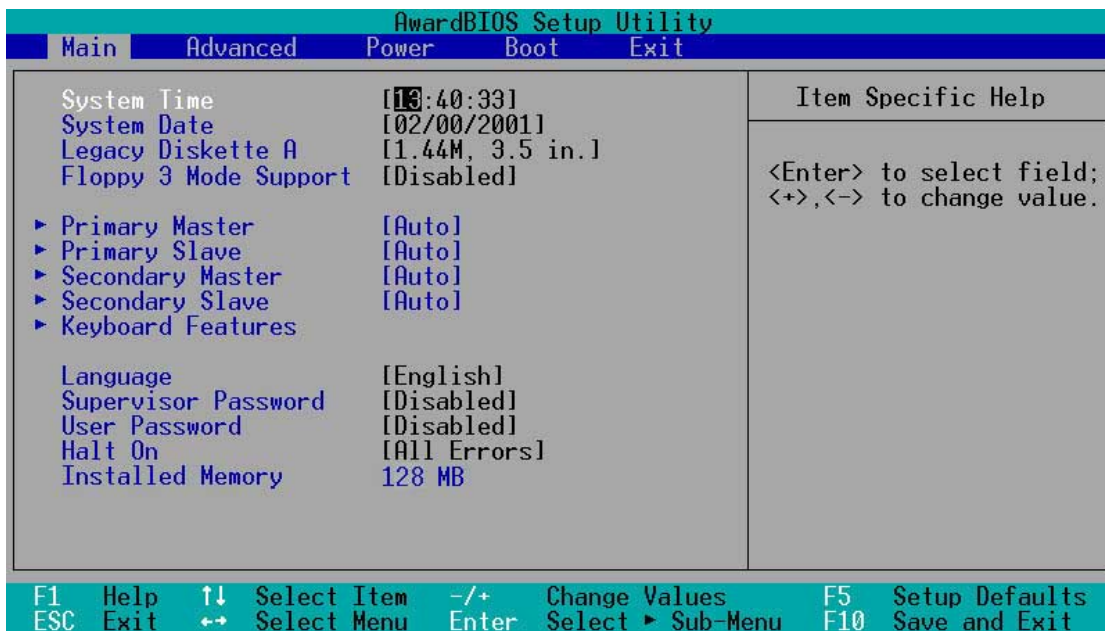 AwardBIOS Setup Utility
Main Advanced Power Boot Exit
System Time [13:40:33]
System Date [02/00/2001]
Legacy Diskette A [1.44M, 3.5 in.]
Floppy 3 Mode Support [Disabled]
▸ Primary Master [Auto]
▸ Primary Slave [Auto]
▸ Secondary Master [Auto]
▸ Secondary Slave [Auto]
▸ Keyboard Features
Language [English]
Supervisor Password [Disabled]
User Password [Disabled]
Halt On [All Errors]
Installed Memory 128 MB
Item Specific Help
<Enter> to select field;
<+>,<-> to change value.
F1 Help ↑↓ Select Item -/+ Change Values F5 Setup Defaults
ESC Exit ←→ Select Menu Enter Select ▸ Sub-Menu F10 Save and Exit